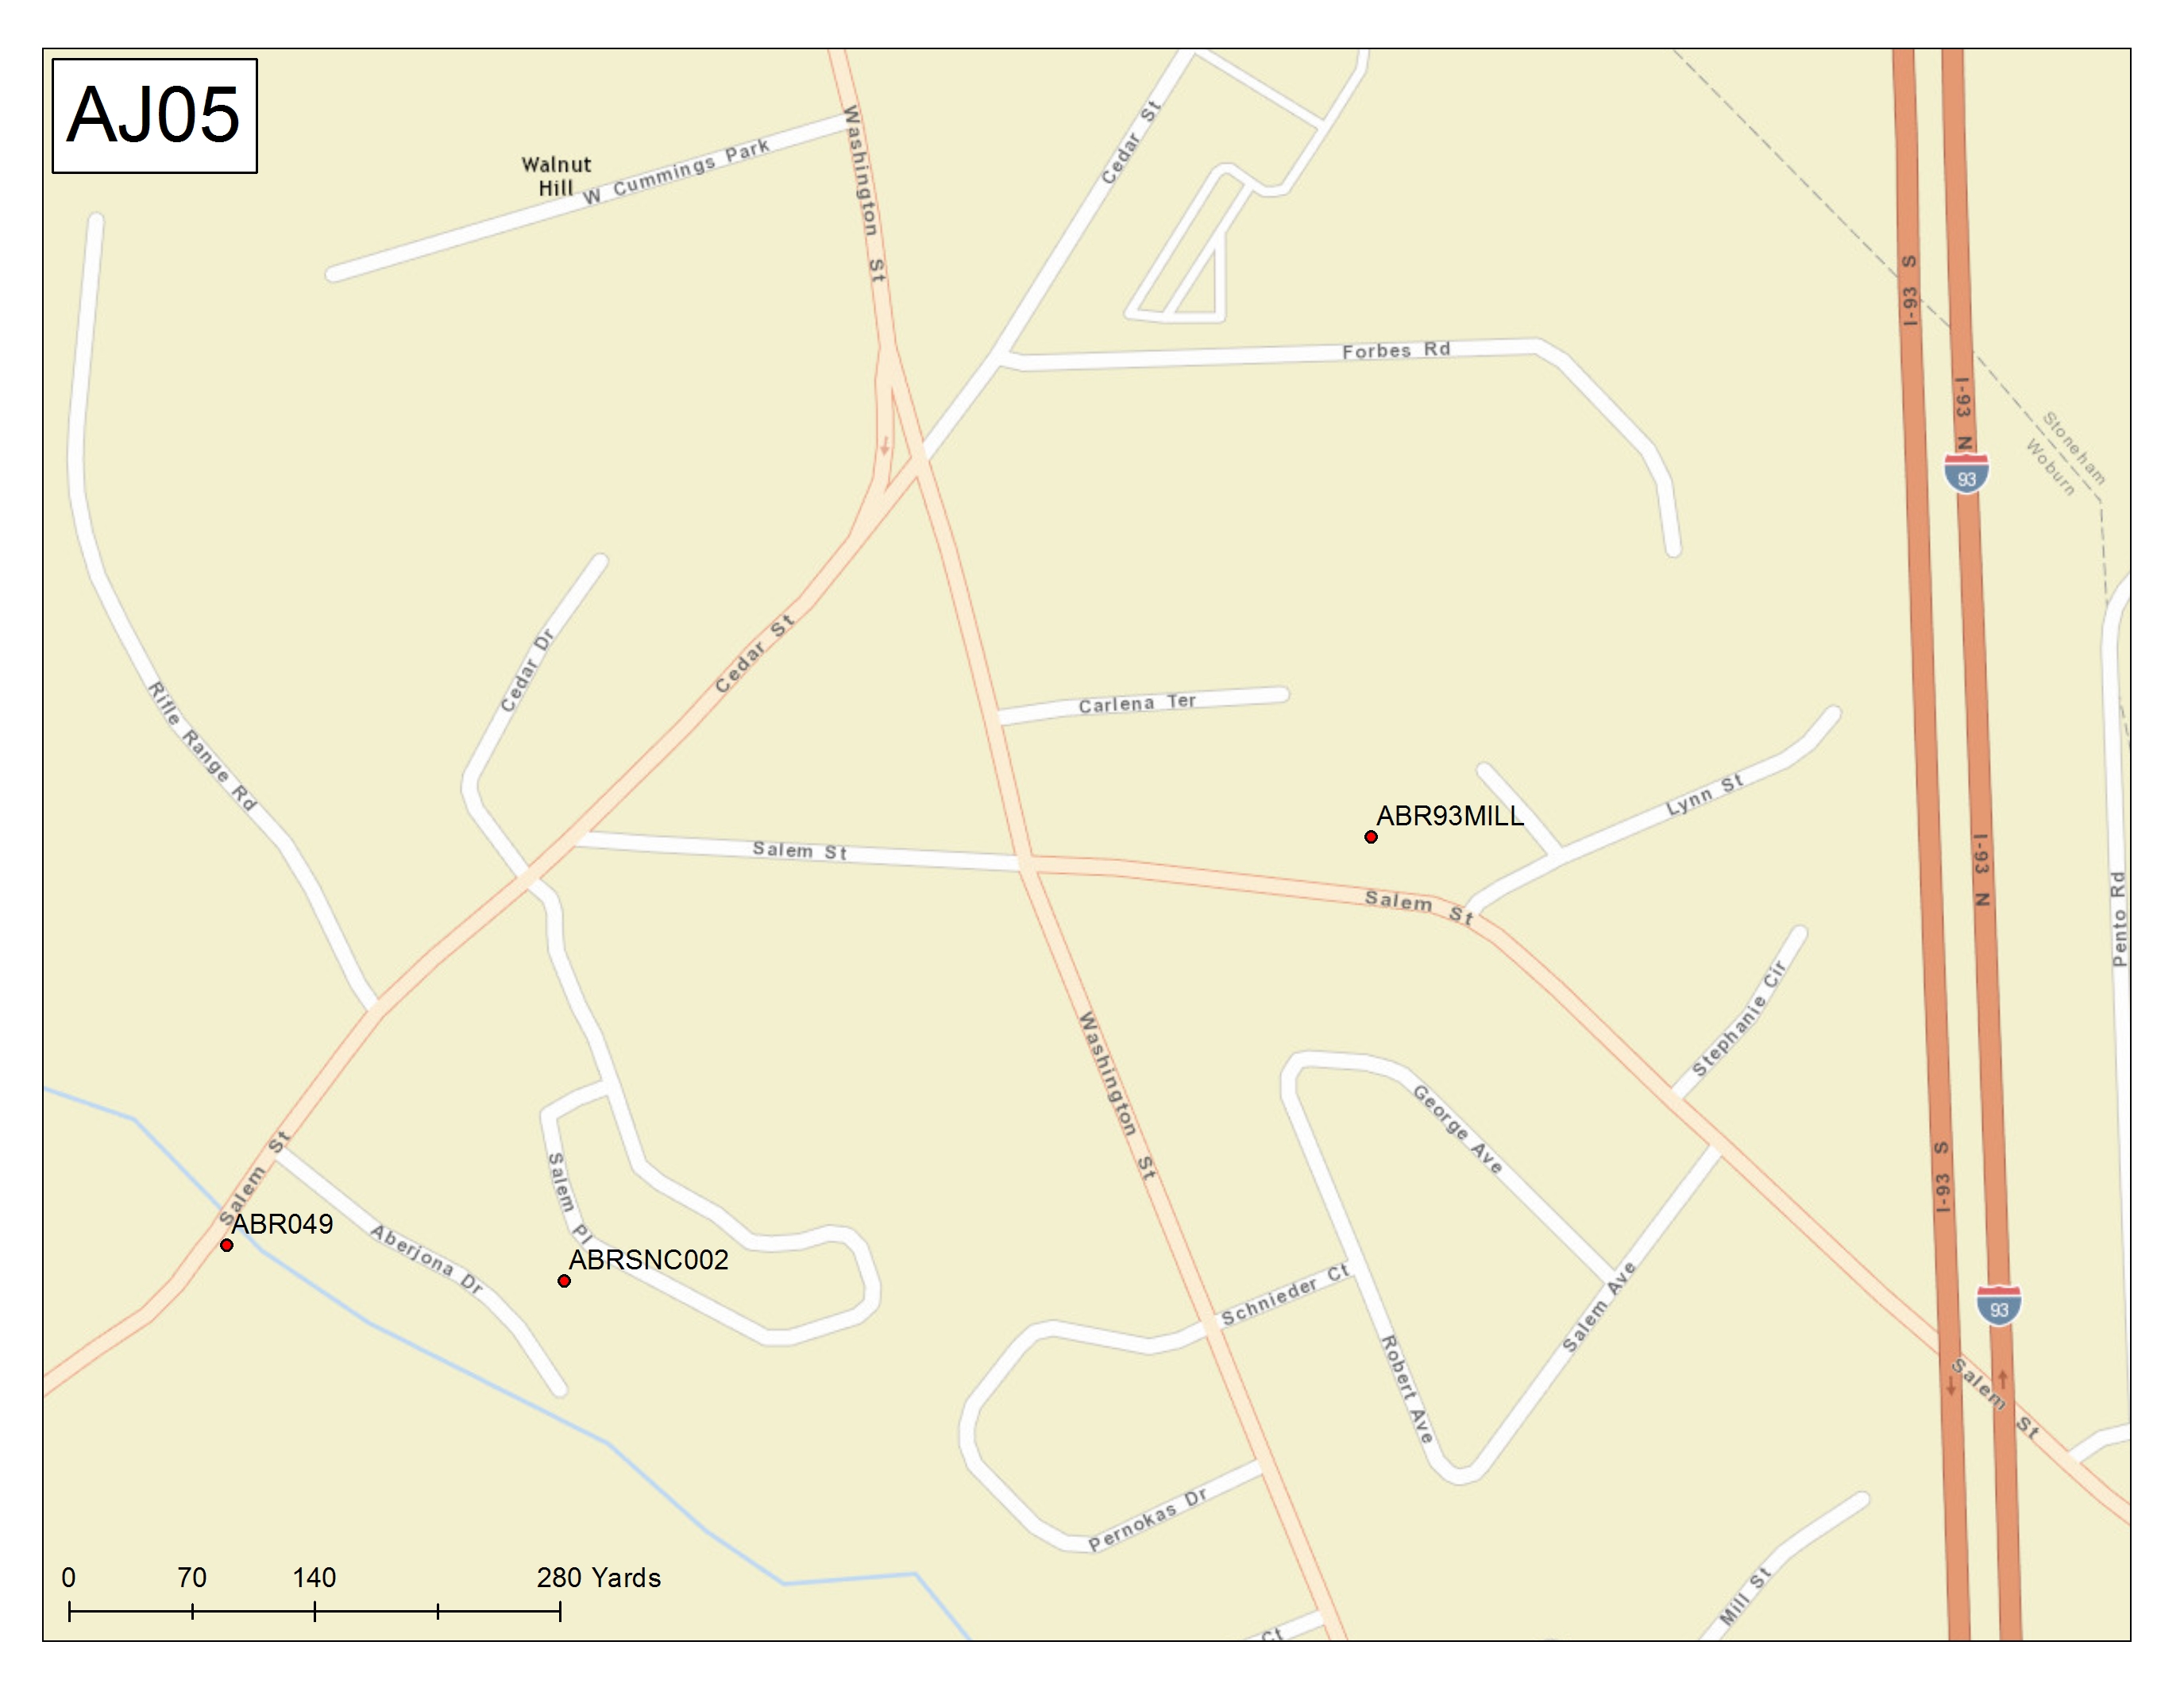 AJ05
Walnut
Hill
W Cummings Park
Washington St
Cedar St
Forbes Rd
I-93 S
I-93 N
93
Stoneham
Woburn
Cedar Dr
Cedar St
Rifle Range Rd
Carlena Ter
Lynn St
ABR93MILL
Salem St
Salem St
I-93 N
Pento Rd
Stephanie Cir
Washington St
George Ave
Salem St
ABR049
Aberjona Dr
Salem Pl
ABRSNC002
I-93 S
Schnieder Ct
Salem Ave
93
Robert Ave
Salem St
Pernokas Dr
Mill St
Ct
0 70 140 280 Yards